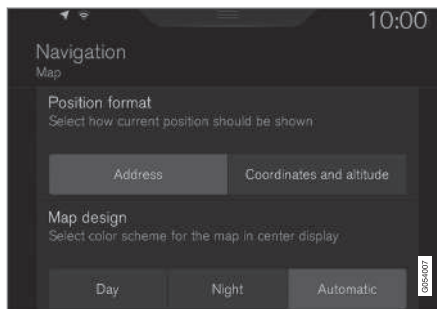 10:00
Navigation
Map
Position format
Select how current position should be shown
Address
Coordinates and altitude
Map design
Select color scheme for the map in center display
Day
Night
Automatic
G054007